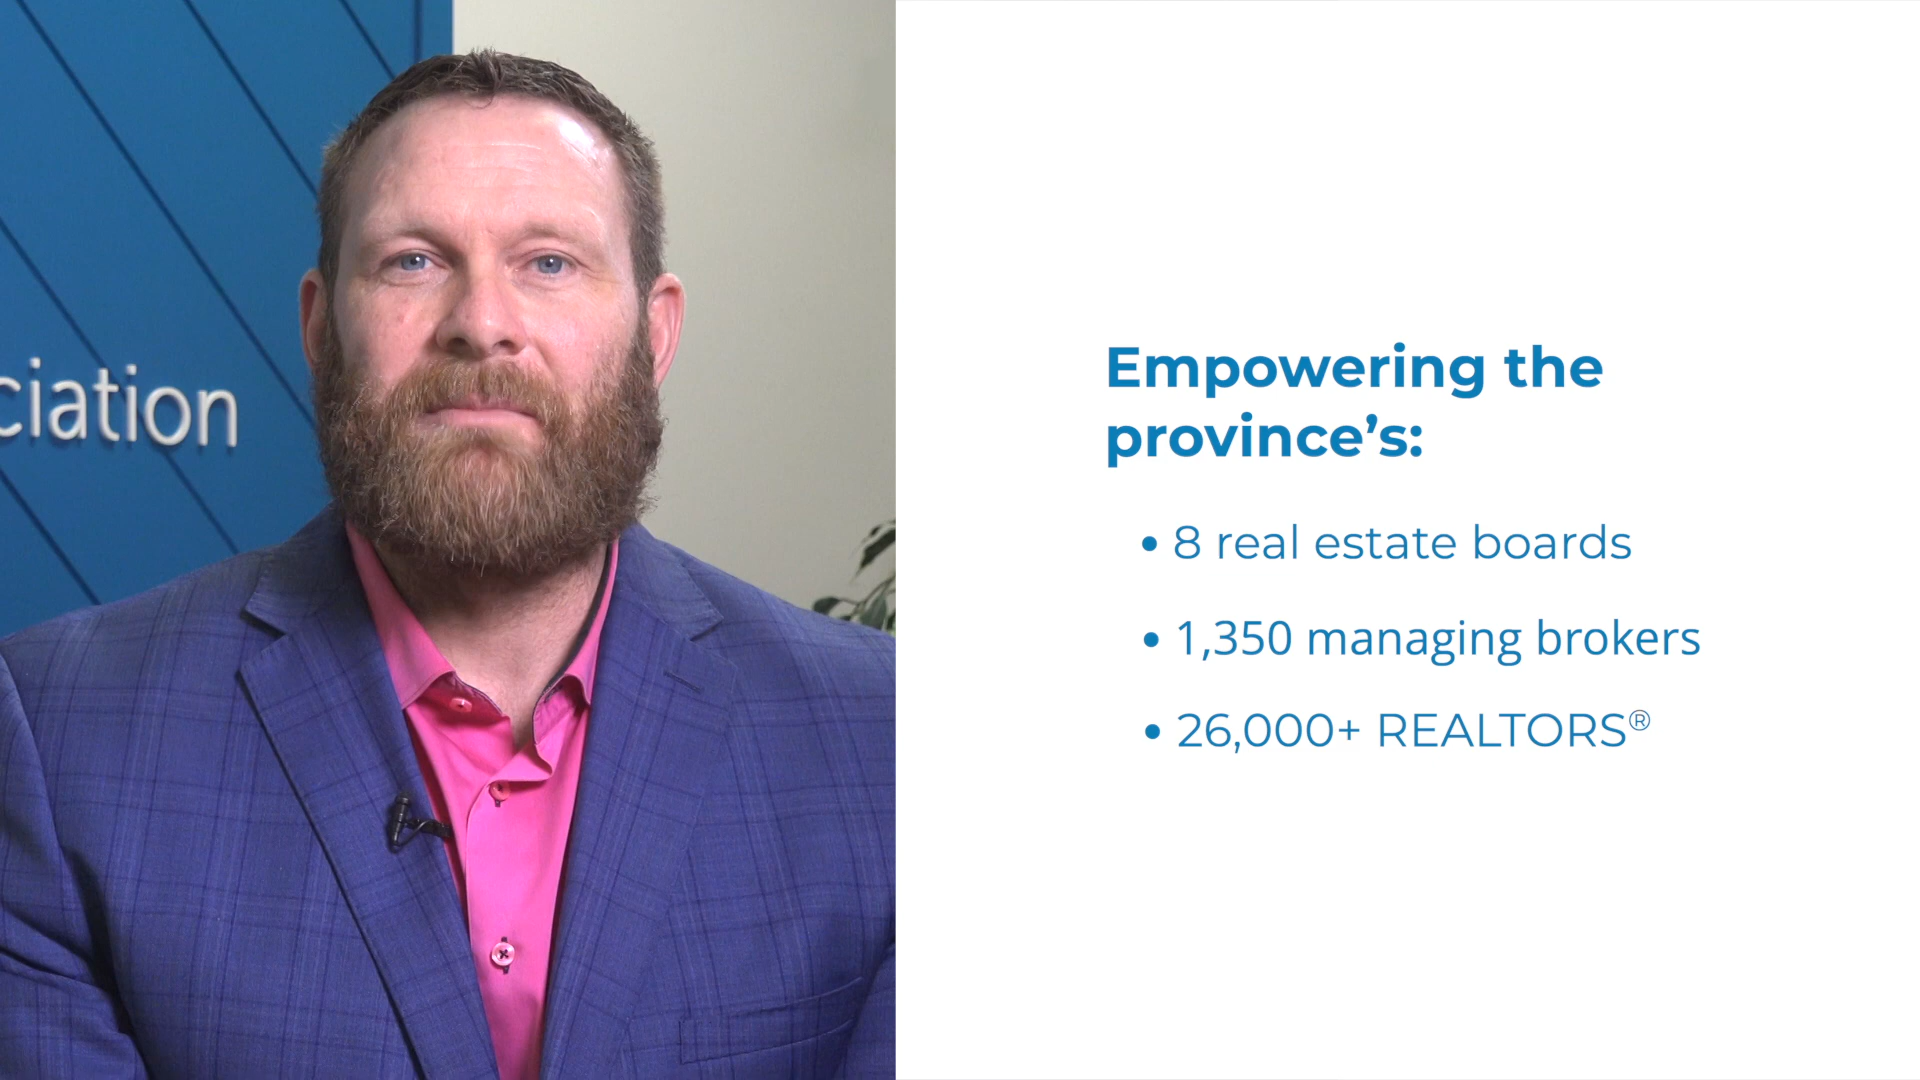 ciation
Empowering the
province's:
• 8 real estate boards
• 1,350 managing brokers
• 26,000+ REALTORS®